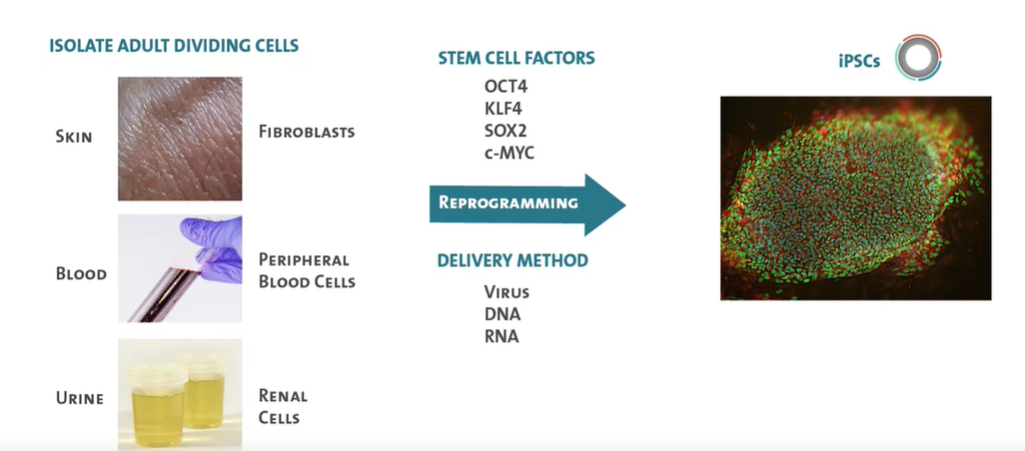 ISOLATE ADULT DIVIDING CELLS
SKIN
FIBROBLASTS
BLOOD
PERIPHERAL
BLOOD CELLS
URINE
RENAL
CELLS
STEM CELL FACTORS
OCT4
KLF4
SOX2
c-MYC
REPROGRAMMING
DELIVERY METHOD
VIRUS
DNA
RNA
iPSCs